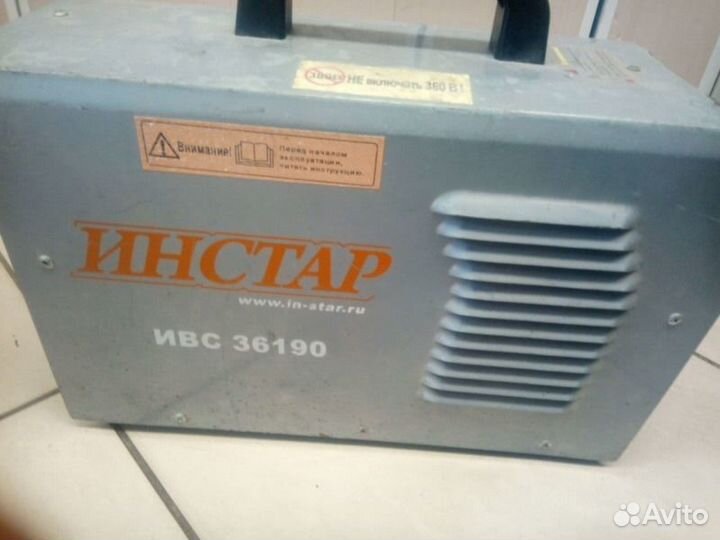 НЕ включать 380 В!
Внимание!
Перед началом
эксплуатации,
читать инструкцию.
ИНСТАР
www.in-star.ru
ИВС 36190
Avito